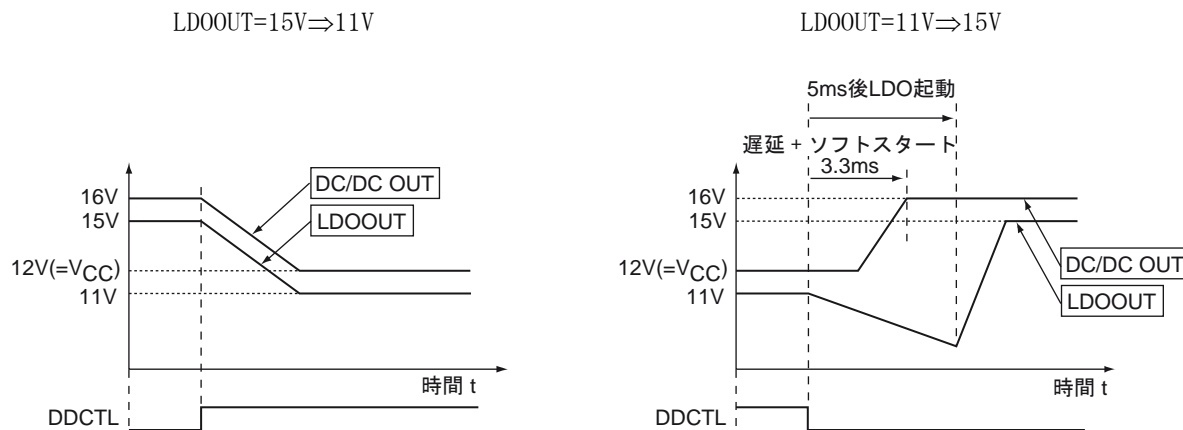 LDOOUT=15V⇒11V
16V
15V
12V(=VCC)
11V
DC/DC OUT
LDOOUT
時間 t
DDCTL
LDOOUT=11V⇒15V
5ms後LDO起動
遅延 + ソフトスタート
3.3ms
16V
15V
12V(=VCC)
11V
DC/DC OUT
LDOOUT
時間 t
DDCTL